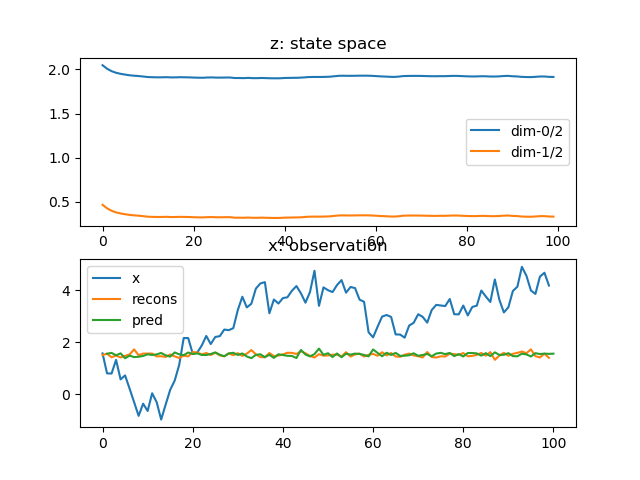 z: state space
2.0
1.5
1.0
0.5
dim-0/2
dim-1/2
0 20 40 60 80 100
x: observation
4
2
0
x
recons
pred
0 20 40 60 80 100